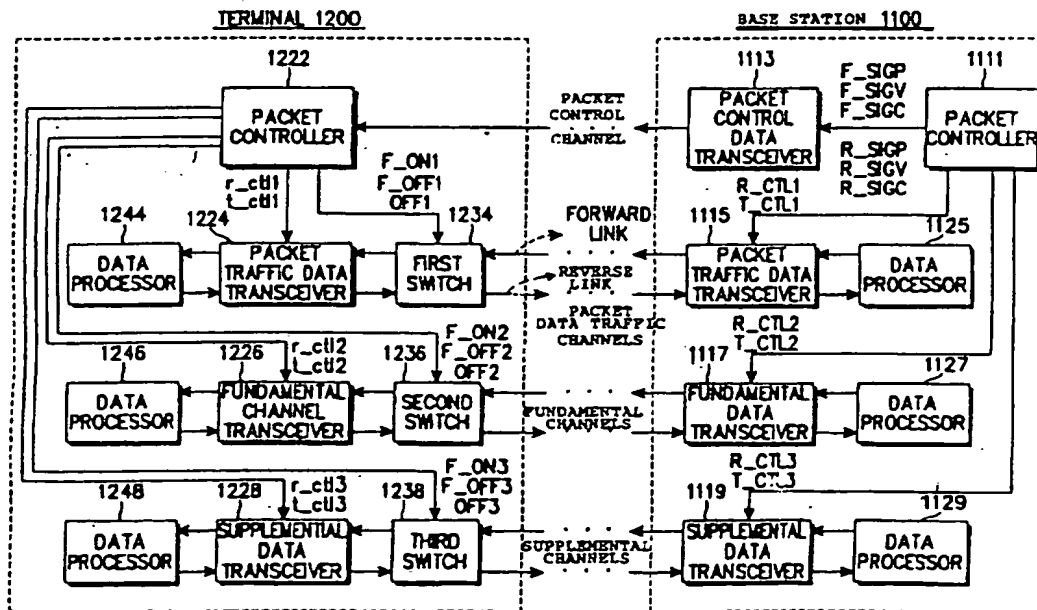 TERMINAL 1200
BASE STATION 1100
1222
PACKET
CONTROLLER
PACKET
CONTROL
CHANNEL
1113
PACKET
CONTROL
DATA
TRANSCEIVER
F_SIGP
F_SIGV
F_SIGC
R_SIGP
R_SIGV
R_SIGC
1111
PACKET
CONTROLLER
r_ctl1
t_ctl1
F_ON1
F_OFF1
OFF1
R_CTL1
T_CTL1
1244
DATA
PROCESSOR
1224
PACKET
TRAFFIC DATA
TRANSCEIVER
1234
FIRST
SWITCH
FORWARD
LINK
REVERSE
LINK
PACKET
DATA TRAFFIC
CHANNELS
1115
PACKET
TRAFFIC DATA
TRANSCEIVER
1125
DATA
PROCESSOR
r_ctl2
t_ctl2
F_ON2
F_OFF2
OFF2
R_CTL2
T_CTL2
1246
DATA
PROCESSOR
1226
FUNDAMENTAL
CHANNEL
TRANSCEIVER
1236
SECOND
SWITCH
FUNDAMENTAL
CHANNELS
1117
FUNDAMENTAL
DATA
TRANSCEIVER
1127
DATA
PROCESSOR
r_ctl3
t_ctl3
F_ON3
F_OFF3
OFF3
R_CTL3
T_CTL3
1248
DATA
PROCESSOR
1228
SUPPLEMENTIAL
DATA
TRANSCEIVER
1238
THIRD
SWITCH
SUPPLEMENTAL
CHANNELS
1119
SUPPLEMENTAL
DATA
TRANSCEIVER
1129
DATA
PROCESSOR